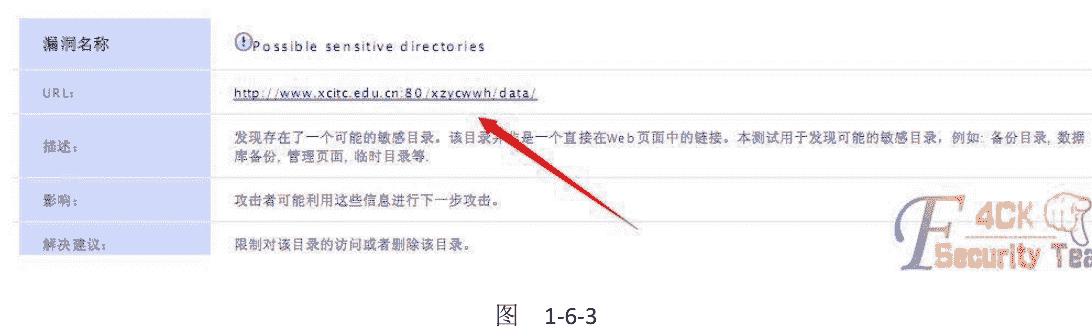 漏洞名称
Possible sensitive directories
URL:
http://www.xcitc.edu.cn:80/xzycwwh/data/
描述:
发现存在了一个可能的敏感目录。该目录并
是一个直接在Web页面中的链接。本测试用于发现可能的敏感目录，例如: 备份目录, 数据
库备份, 管理页面, 临时目录等.
影响:
攻击者可能利用这些信息进行下一步攻击。
解决建议:
限制对该目录的访问或者删除该目录。
F4CK
Security Tea
图 1-6-3